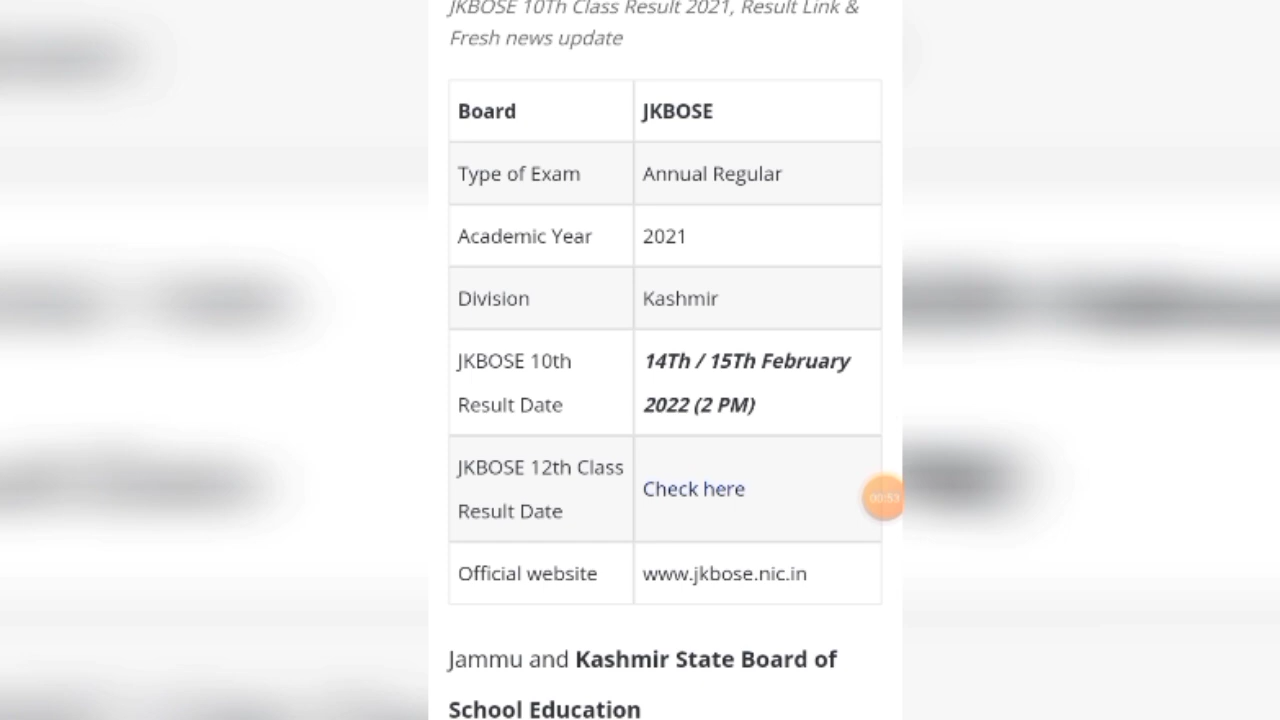 JKBOSE 10Th Class Result 2021, Result Link &
Fresh news update
Board JKBOSE
Type of Exam Annual Regular
Academic Year 2021
Division Kashmir
JKBOSE 10th
Result Date
14Th / 15Th February
2022 (2 PM)
JKBOSE 12th Class
Result Date
Check here
00:53
Official website www.jkbose.nic.in
Jammu and Kashmir State Board of
School Education